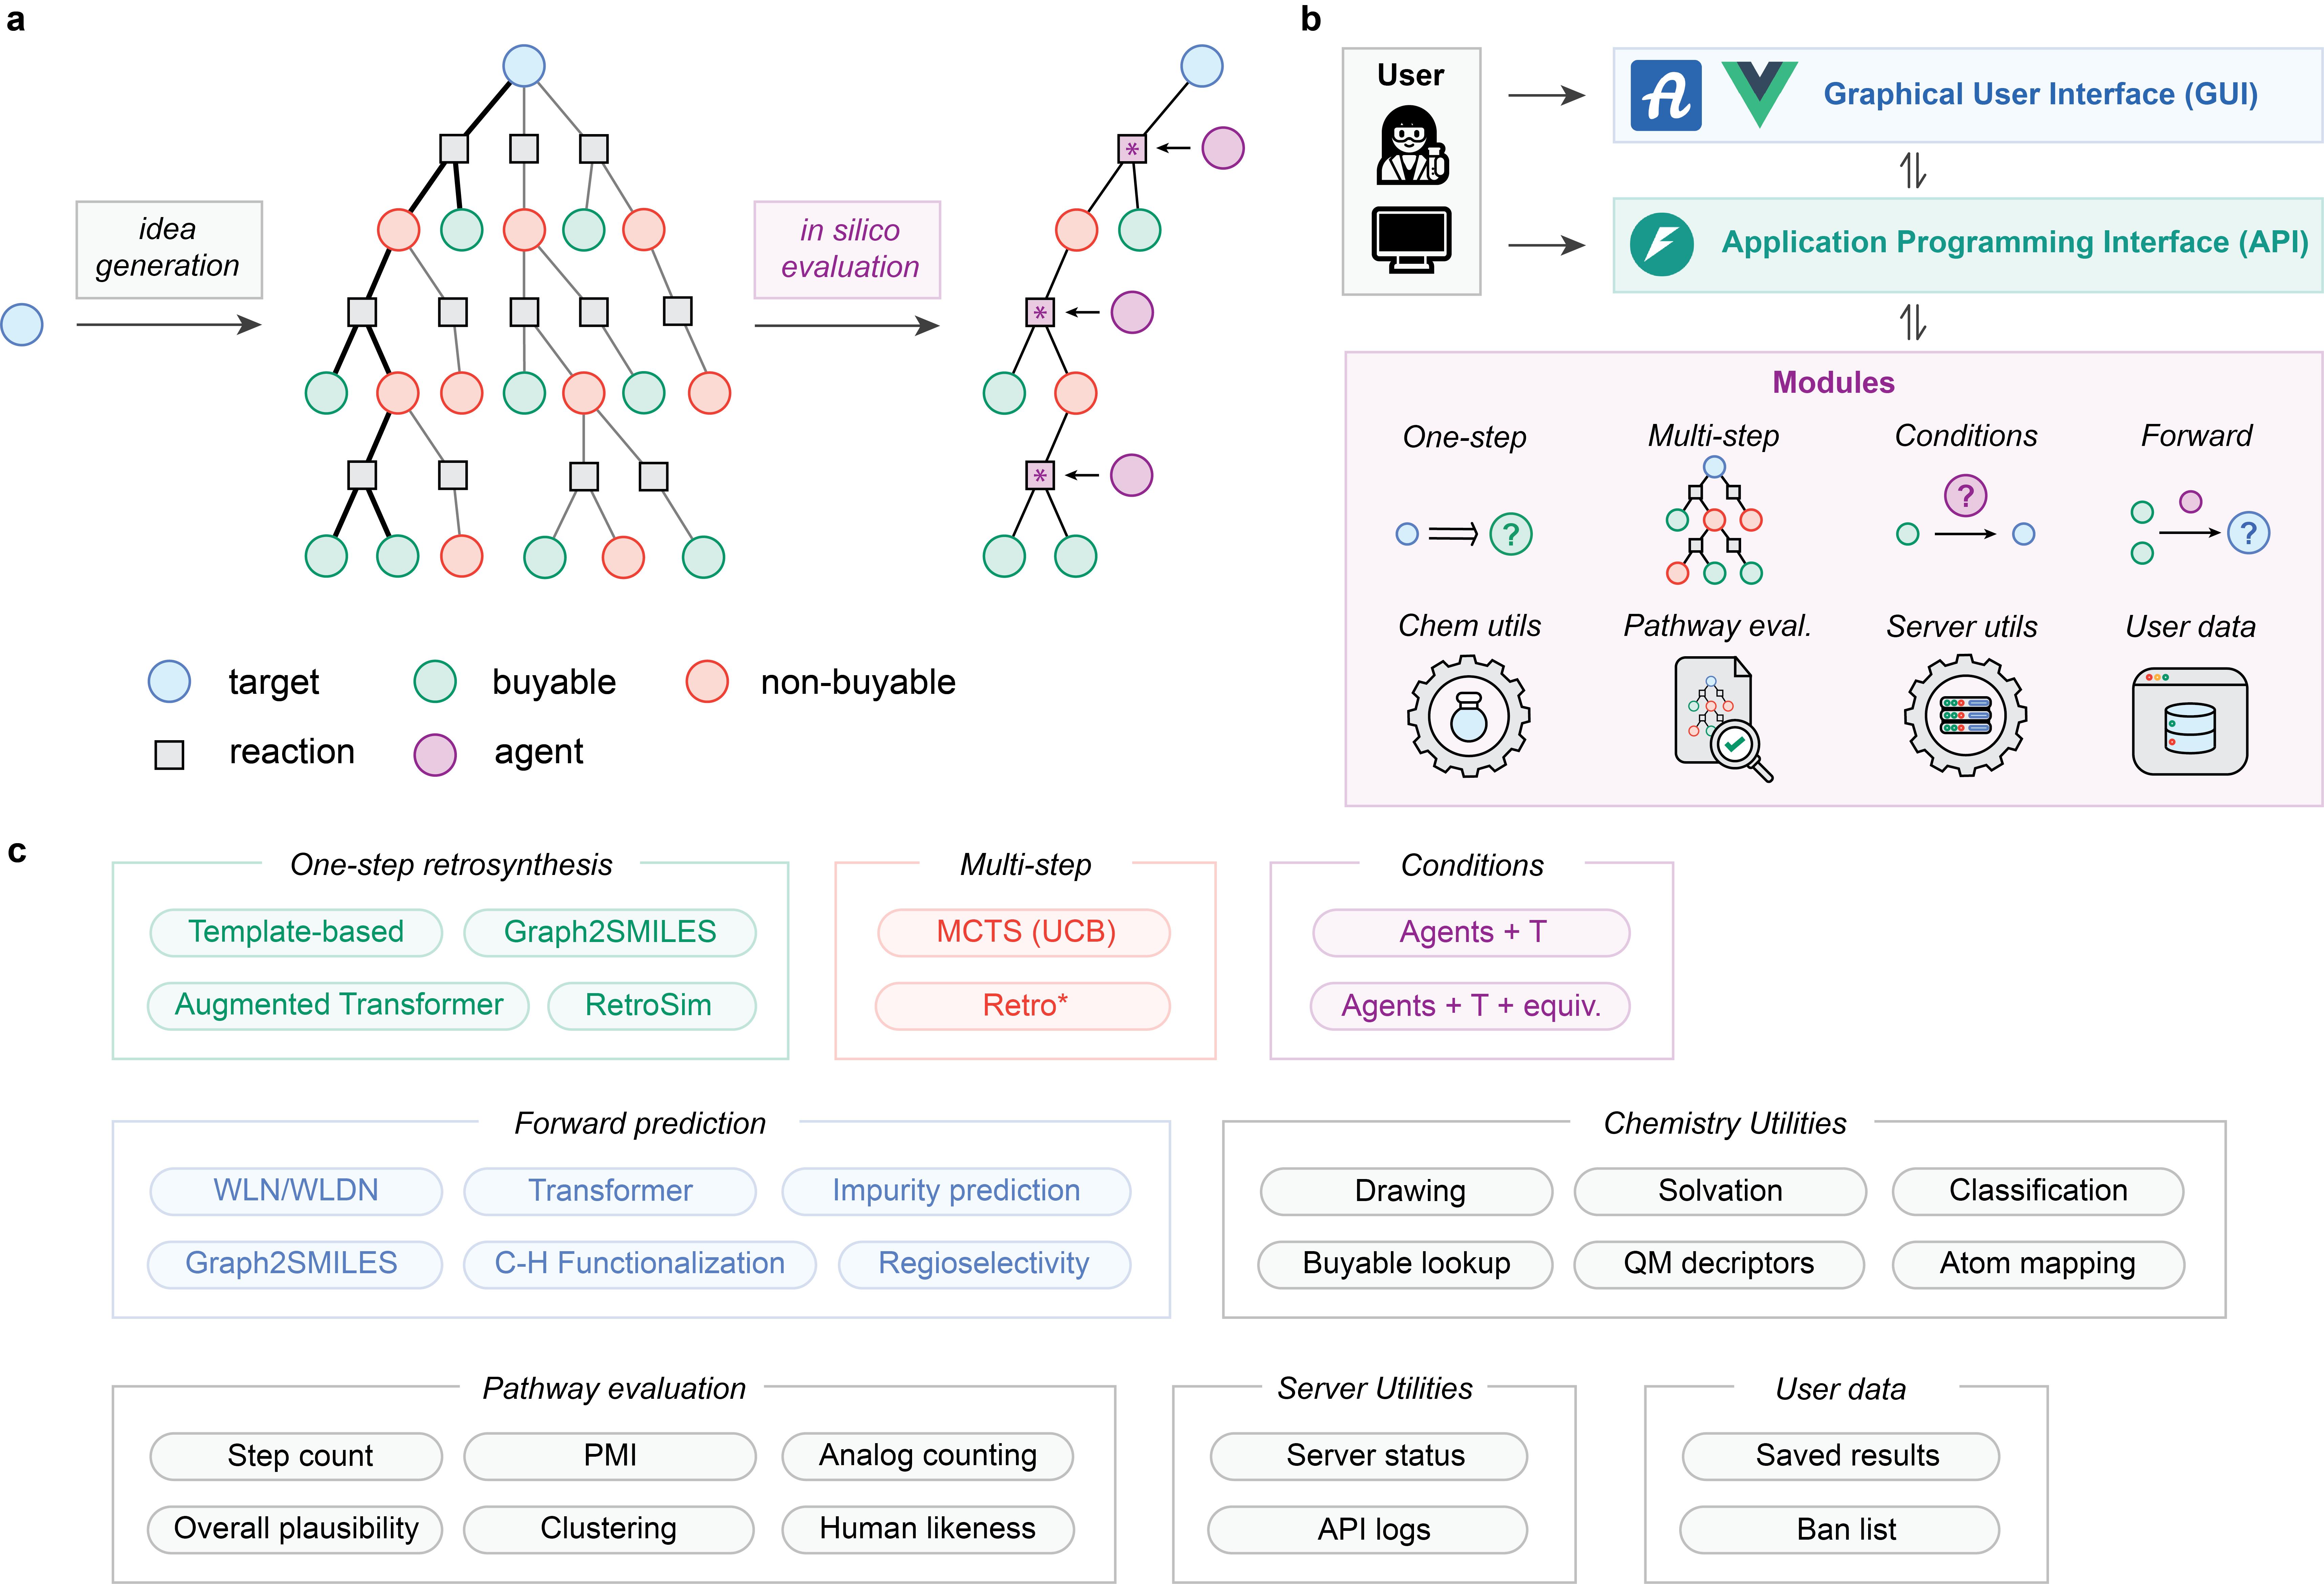 a
idea
generation
in silico
evaluation
*
*
*
target
buyable
non-buyable
reaction
agent
b
User
Graphical User Interface (GUI)
Application Programming Interface (API)
Modules
One-step
Multi-step
Conditions
Forward
?
?
?
Chem utils
Pathway eval.
Server utils
User data
c
One-step retrosynthesis
Template-based
Graph2SMILES
Augmented Transformer
RetroSim
Multi-step
MCTS (UCB)
Retro*
Conditions
Agents + T
Agents + T + equiv.
Forward prediction
WLN/WLDN
Transformer
Impurity prediction
Graph2SMILES
C-H Functionalization
Regioselectivity
Chemistry Utilities
Drawing
Solvation
Classification
Buyable lookup
QM decriptors
Atom mapping
Pathway evaluation
Step count
PMI
Analog counting
Overall plausibility
Clustering
Human likeness
Server Utilities
Server status
API logs
User data
Saved results
Ban list